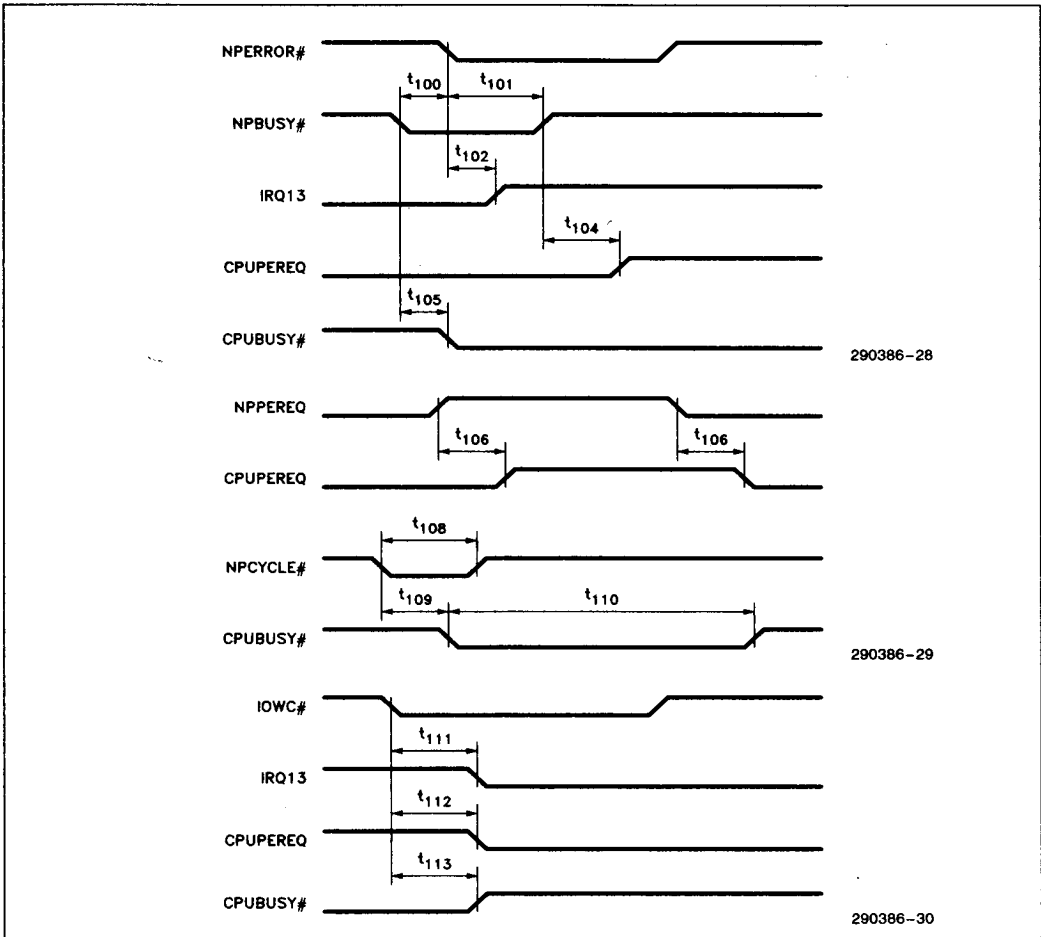 NPERROR#
t100 t101
NPBUSY#
t102
IRQ13
t104
CPUPEREQ
t105
CPUBUSY#
290386-28
NPPEREQ
t106 t106
CPUPEREQ
t108
NPCYCLE#
t109 t110
CPUBUSY#
290386-29
IOWC#
t111
IRQ13
t112
CPUPEREQ
t113
CPUBUSY#
290386-30